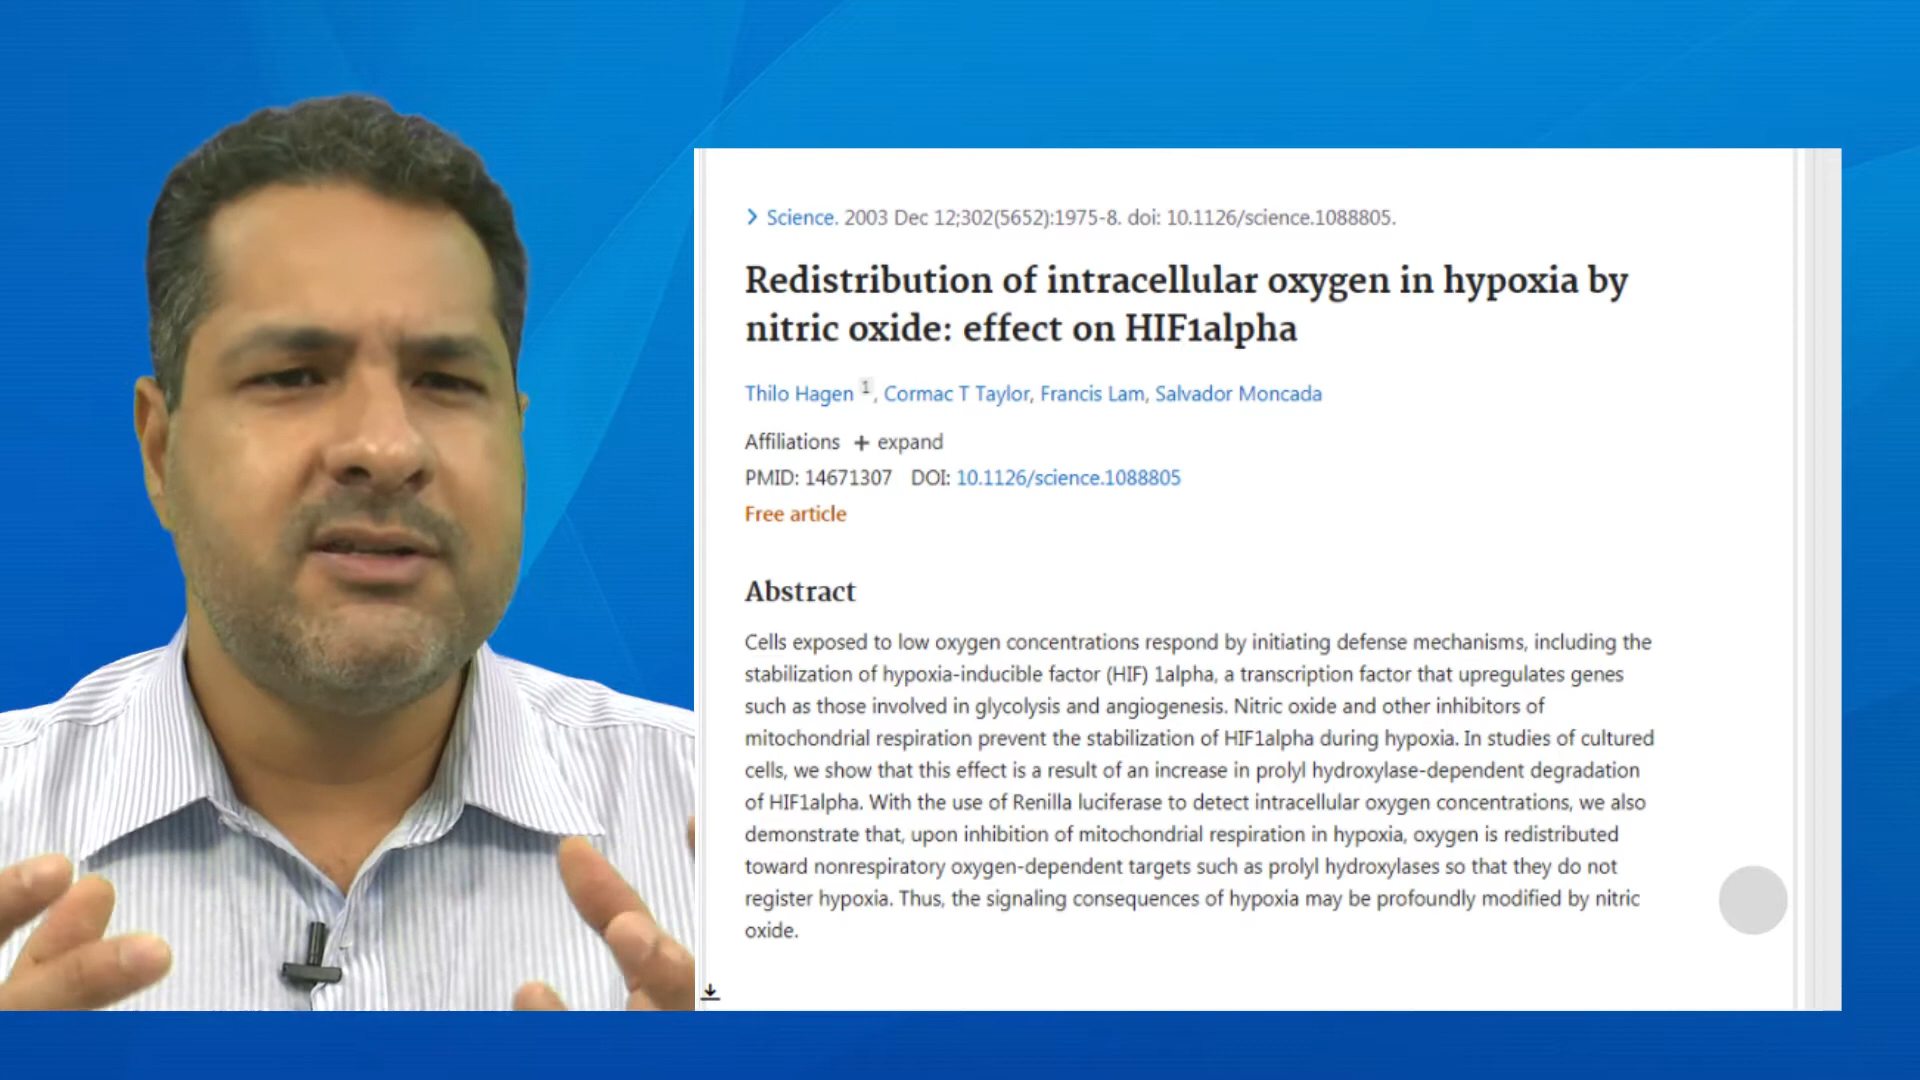 Science. 2003 Dec 12;302(5652):1975-8. doi: 10.1126/science.1088805.
Redistribution of intracellular oxygen in hypoxia by
nitric oxide: effect on HIF1alpha
Thilo Hagen 1, Cormac T Taylor, Francis Lam, Salvador Moncada
Affiliations + expand
PMID: 14671307 DOI: 10.1126/science.1088805
Free article
Abstract
Cells exposed to low oxygen concentrations respond by initiating defense mechanisms, including the
stabilization of hypoxia-inducible factor (HIF) 1alpha, a transcription factor that upregulates genes
such as those involved in glycolysis and angiogenesis. Nitric oxide and other inhibitors of
mitochondrial respiration prevent the stabilization of HIF1alpha during hypoxia. In studies of cultured
cells, we show that this effect is a result of an increase in prolyl hydroxylase-dependent degradation
of HIF1alpha. With the use of Renilla luciferase to detect intracellular oxygen concentrations, we also
demonstrate that, upon inhibition of mitochondrial respiration in hypoxia, oxygen is redistributed
toward nonrespiratory oxygen-dependent targets such as prolyl hydroxylases so that they do not
register hypoxia. Thus, the signaling consequences of hypoxia may be profoundly modified by nitric
oxide.